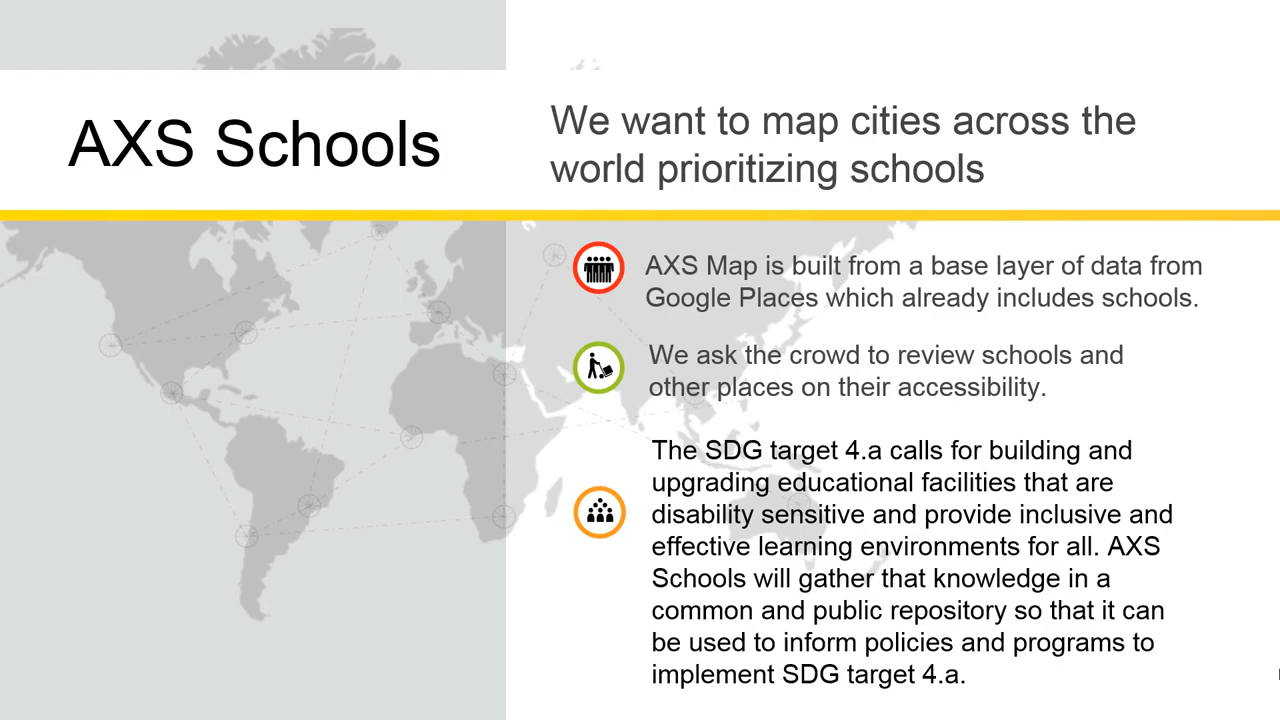 AXS Schools
We want to map cities across the
world prioritizing schools
AXS Map is built from a base layer of data from
Google Places which already includes schools.
We ask the crowd to review schools and
other places on their accessibility.
The SDG target 4.a calls for building and
upgrading educational facilities that are
disability sensitive and provide inclusive and
effective learning environments for all. AXS
Schools will gather that knowledge in a
common and public repository so that it can
be used to inform policies and programs to
implement SDG target 4.a.